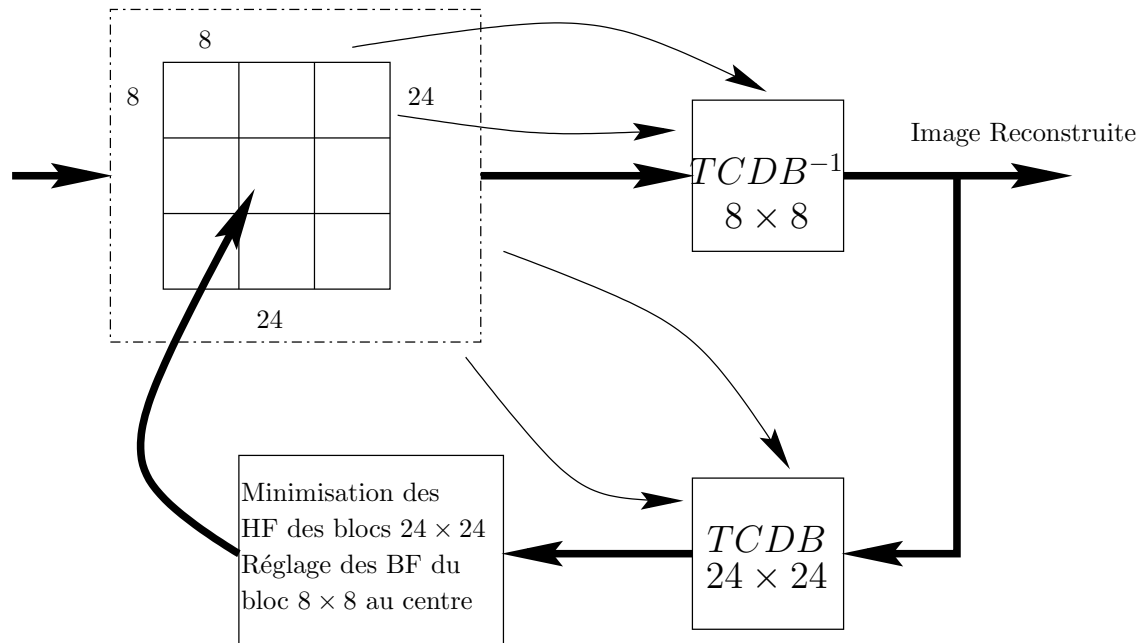 8
8
24
24
TCDB⁻¹
8 × 8
Image Reconstruite
Minimisation des
HF des blocs 24 × 24
Réglage des BF du
bloc 8 × 8 au centre
TCDB
24 × 24